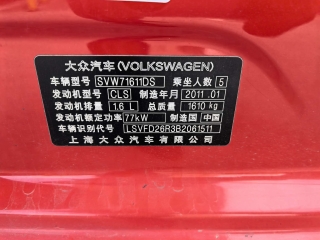 大众汽车(VOLKSWAGEN)
车辆型号 SVW71611DS 乘坐人数 5
发动机型号 CLS 制造年月 2011.01
发动机排量 1.6 L 总质量 1610 kg
发动机额定功率 77kW 制造国 中国
车辆识别代号 LSVFD26R3B2061511
上海大众汽车有限公司